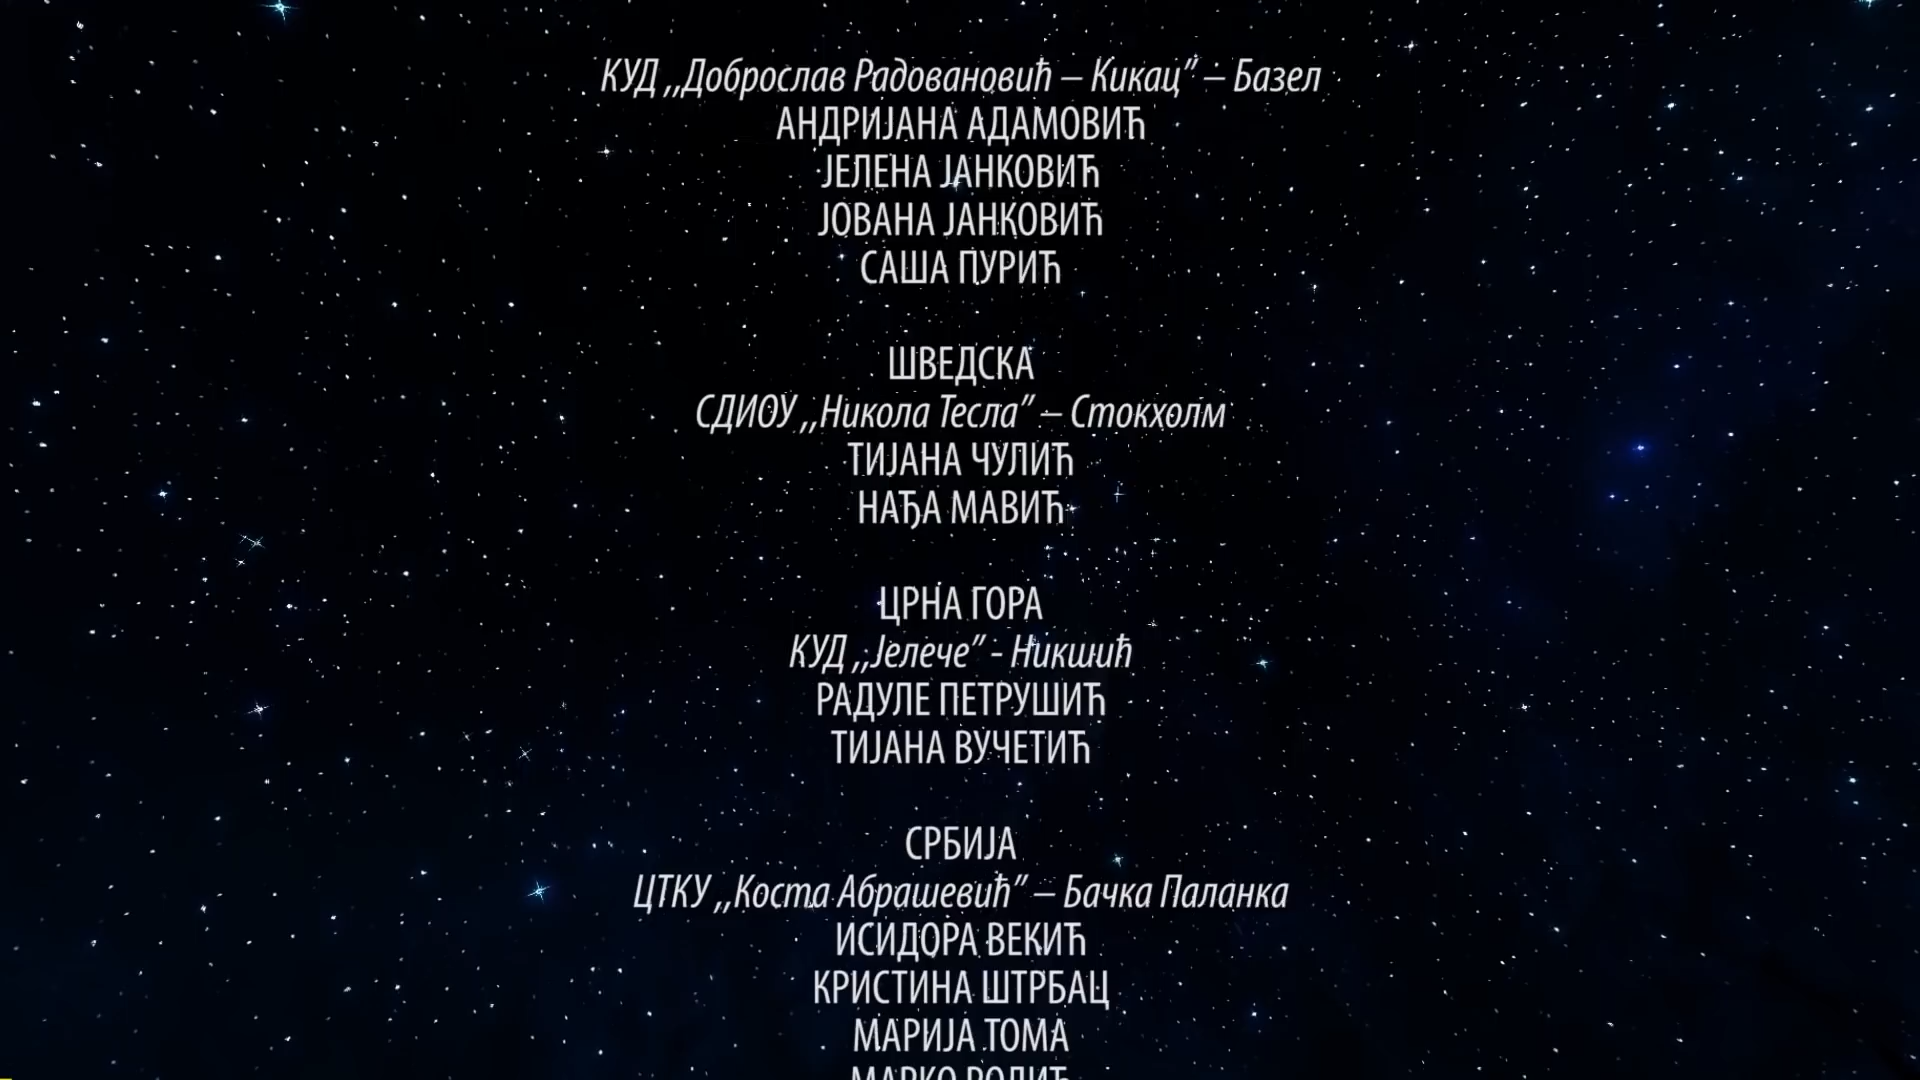 КУД ,,Доброслав Радовановић – Кикац” – Базел
АНДРИЈАНА АДАМОВИЋ
ЈЕЛЕНА ЈАНКОВИЋ
ЈОВАНА ЈАНКОВИЋ
САША ПУРИЋ
ШВЕДСКА
СДИОУ ,,Никола Тесла” – Стокхолм
ТИЈАНА ЧУЛИЋ
НАЂА МАВИЋ
ЦРНА ГОРА
КУД ,,Јелече” - Никшић
РАДУЛЕ ПЕТРУШИЋ
ТИЈАНА ВУЧЕТИЋ
СРБИЈА
ЦТКУ ,,Коста Абрашевић” – Бачка Паланка
ИСИДОРА ВЕКИЋ
КРИСТИНА ШТРБАЦ
МАРИЈА ТОМА
МАРКО